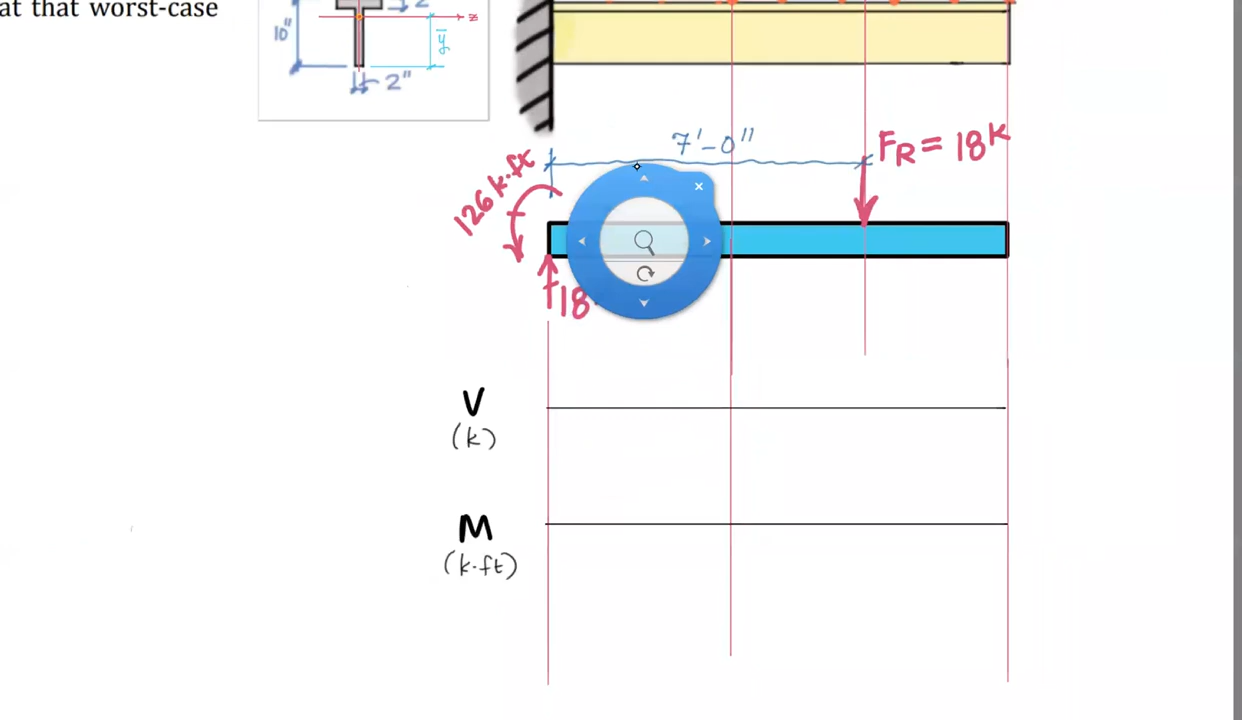 at that worst-case
2"
10"
z
ȳ
2"
7'-0"
FR = 18k
126 k·ft
18
V
(k)
M
(k·ft)